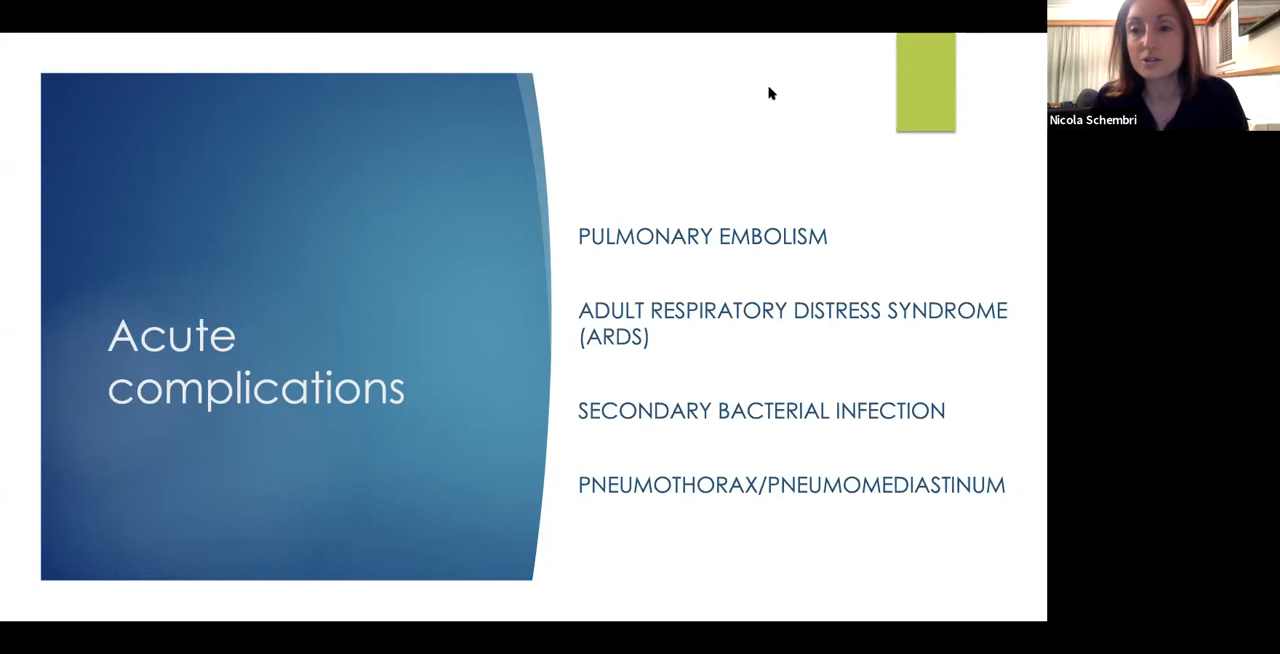 Acute
complications
PULMONARY EMBOLISM
ADULT RESPIRATORY DISTRESS SYNDROME
(ARDS)
SECONDARY BACTERIAL INFECTION
PNEUMOTHORAX/PNEUMOMEDIASTINUM
Nicola Schembri